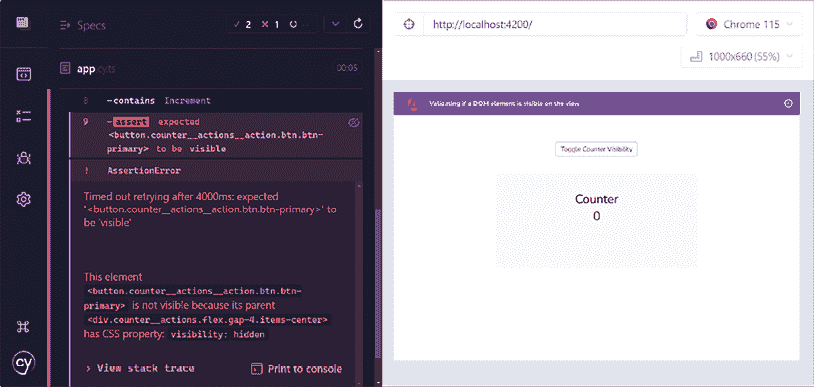 Specs
2
1
http://localhost:4200/
Chrome 115
1000x660 (55%)
app.cy.ts
00:05
8 -contains Increment
9 -assert expected
<button.counter__actions__action.btn.btn-
primary> to be visible
! AssertionError
Timed out retrying after 4000ms: expected
'<button.counter__actions__action.btn.btn-primary>' to
be 'visible'
This element
<button.counter__actions__action.btn.btn-
primary> is not visible because its parent
<div.counter__actions.flex.gap-4.items-center>
has CSS property: visibility: hidden
> View stack trace
Print to console
cy
Validating if a DOM element is visible on the view
Toggle Counter Visibility
Counter
0